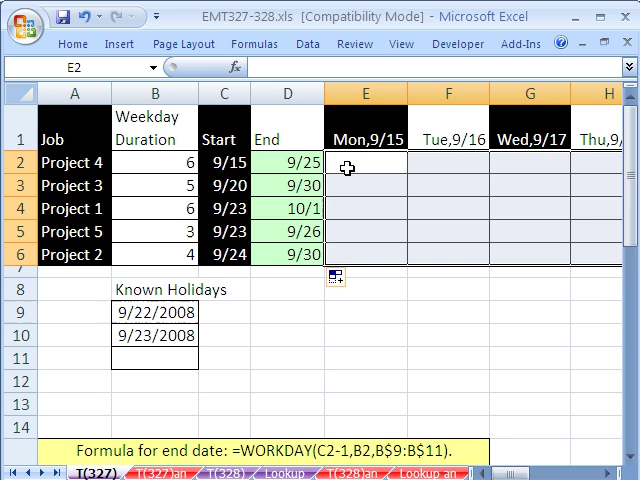 EMT327-328.xls [Compatibility Mode] - Microsoft Excel
Home Insert Page Layout Formulas Data Review View Developer Add-Ins
E2 fx
A B C D E F G H
1 Job Weekday Duration Start End Mon,9/15 Tue,9/16 Wed,9/17 Thu,9/
2 Project 4 6 9/15 9/25
3 Project 3 5 9/20 9/30
4 Project 1 6 9/23 10/1
5 Project 5 3 9/23 9/26
6 Project 2 4 9/24 9/30
7
8 Known Holidays
9 9/22/2008
10 9/23/2008
11
12
13
14
Formula for end date: =WORKDAY(C2-1,B2,B$9:B$11).
T(327) T(327)an T(328) Lookup T(328)an Lookup an